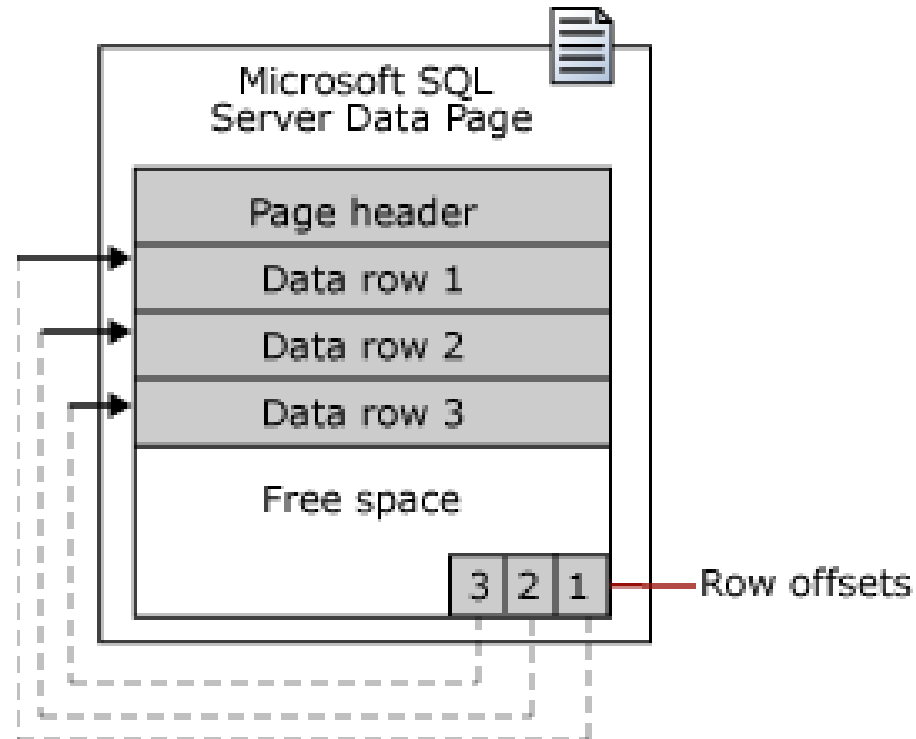 Microsoft SQL
Server Data Page
Page header
Data row 1
Data row 2
Data row 3
Free space
3 2 1
Row offsets